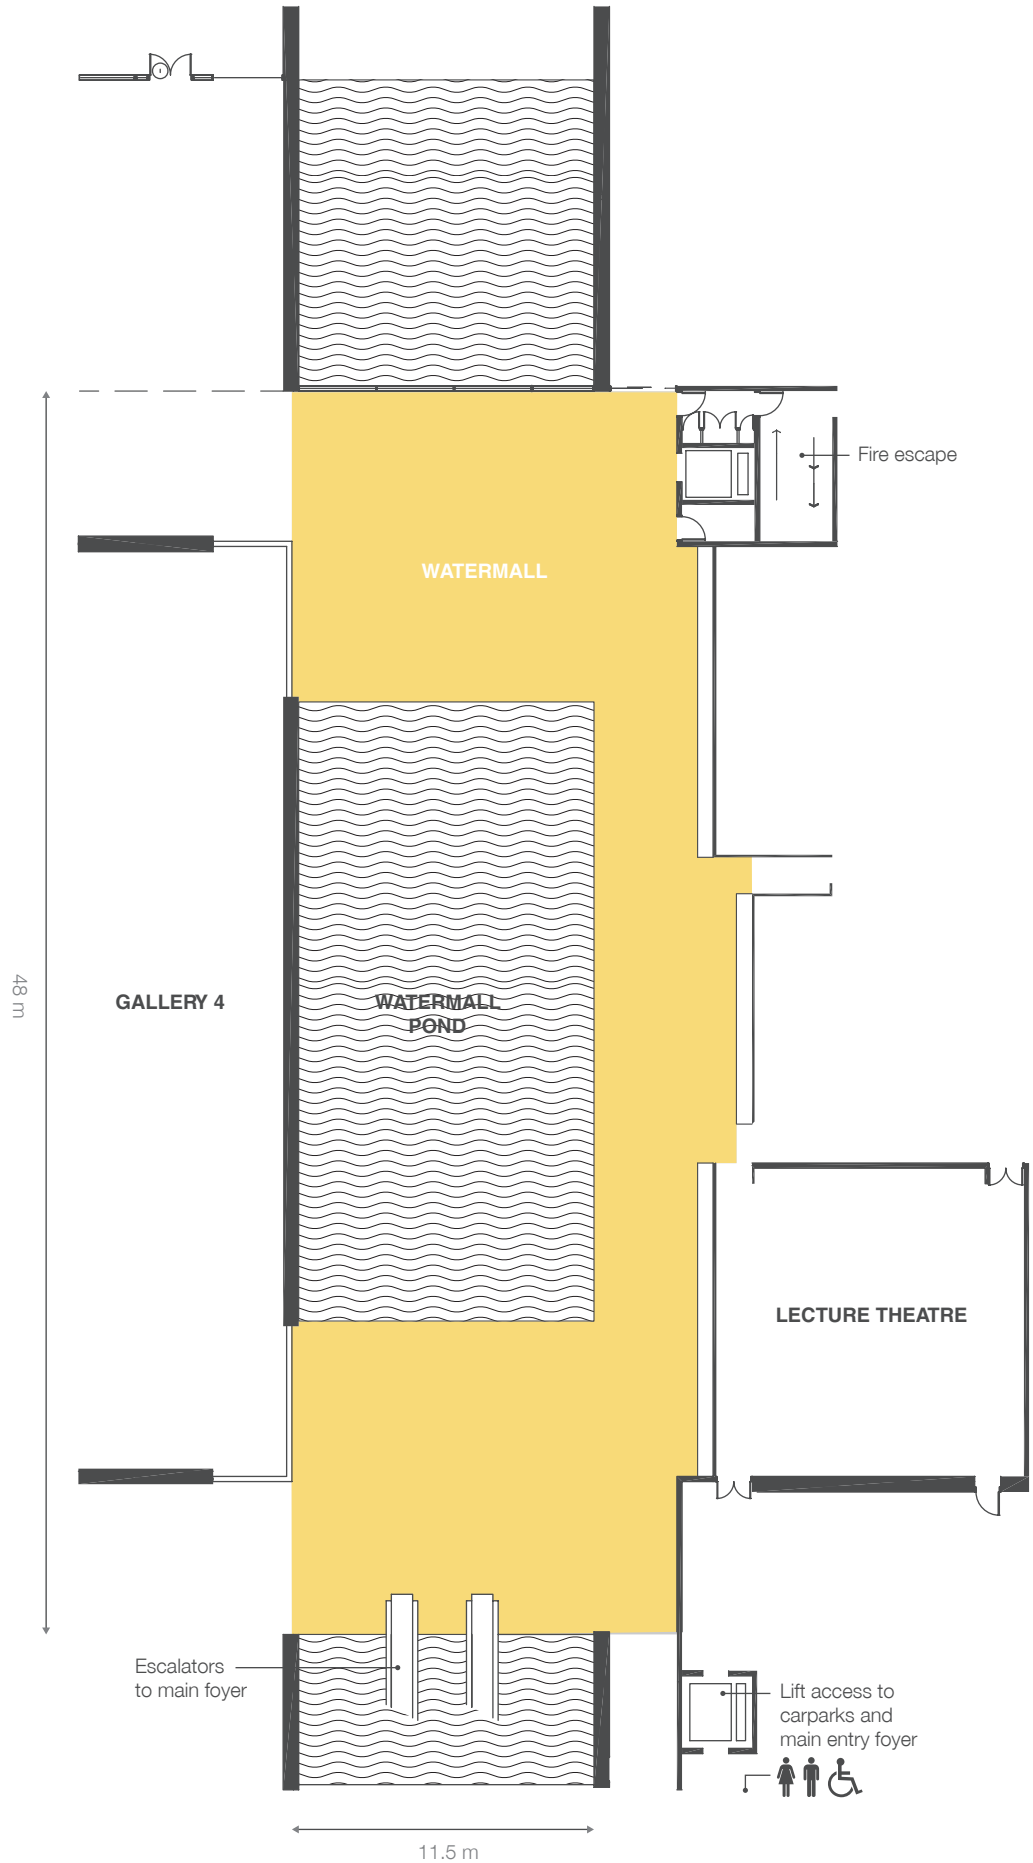 Fire escape
WATERMALL
48 m
GALLERY 4
WATERMALL
POND
LECTURE THEATRE
Escalators
to main foyer
Lift access to
carparks and
main entry foyer
11.5 m